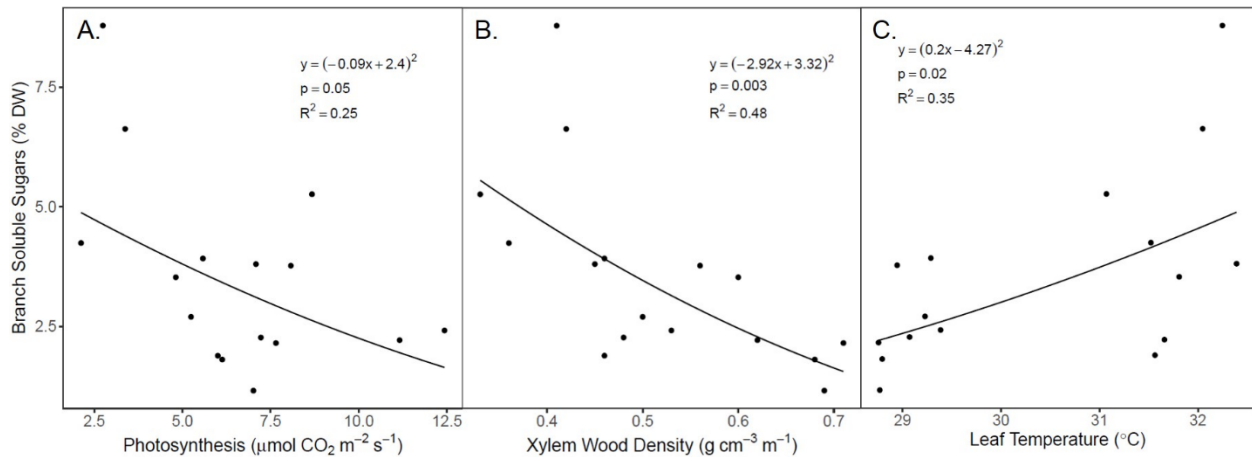 A.
y = (−0.09x + 2.4)²
p = 0.05
R² = 0.25
B.
y = (−2.92x + 3.32)²
p = 0.003
R² = 0.48
C.
y = (0.2x − 4.27)²
p = 0.02
R² = 0.35
Branch Soluble Sugars (% DW)
7.5
5.0
2.5
2.5 5.0 7.5 10.0 12.5
Photosynthesis (μmol CO₂ m⁻² s⁻¹)
0.4 0.5 0.6 0.7
Xylem Wood Density (g cm⁻³ m⁻¹)
29 30 31 32
Leaf Temperature (°C)